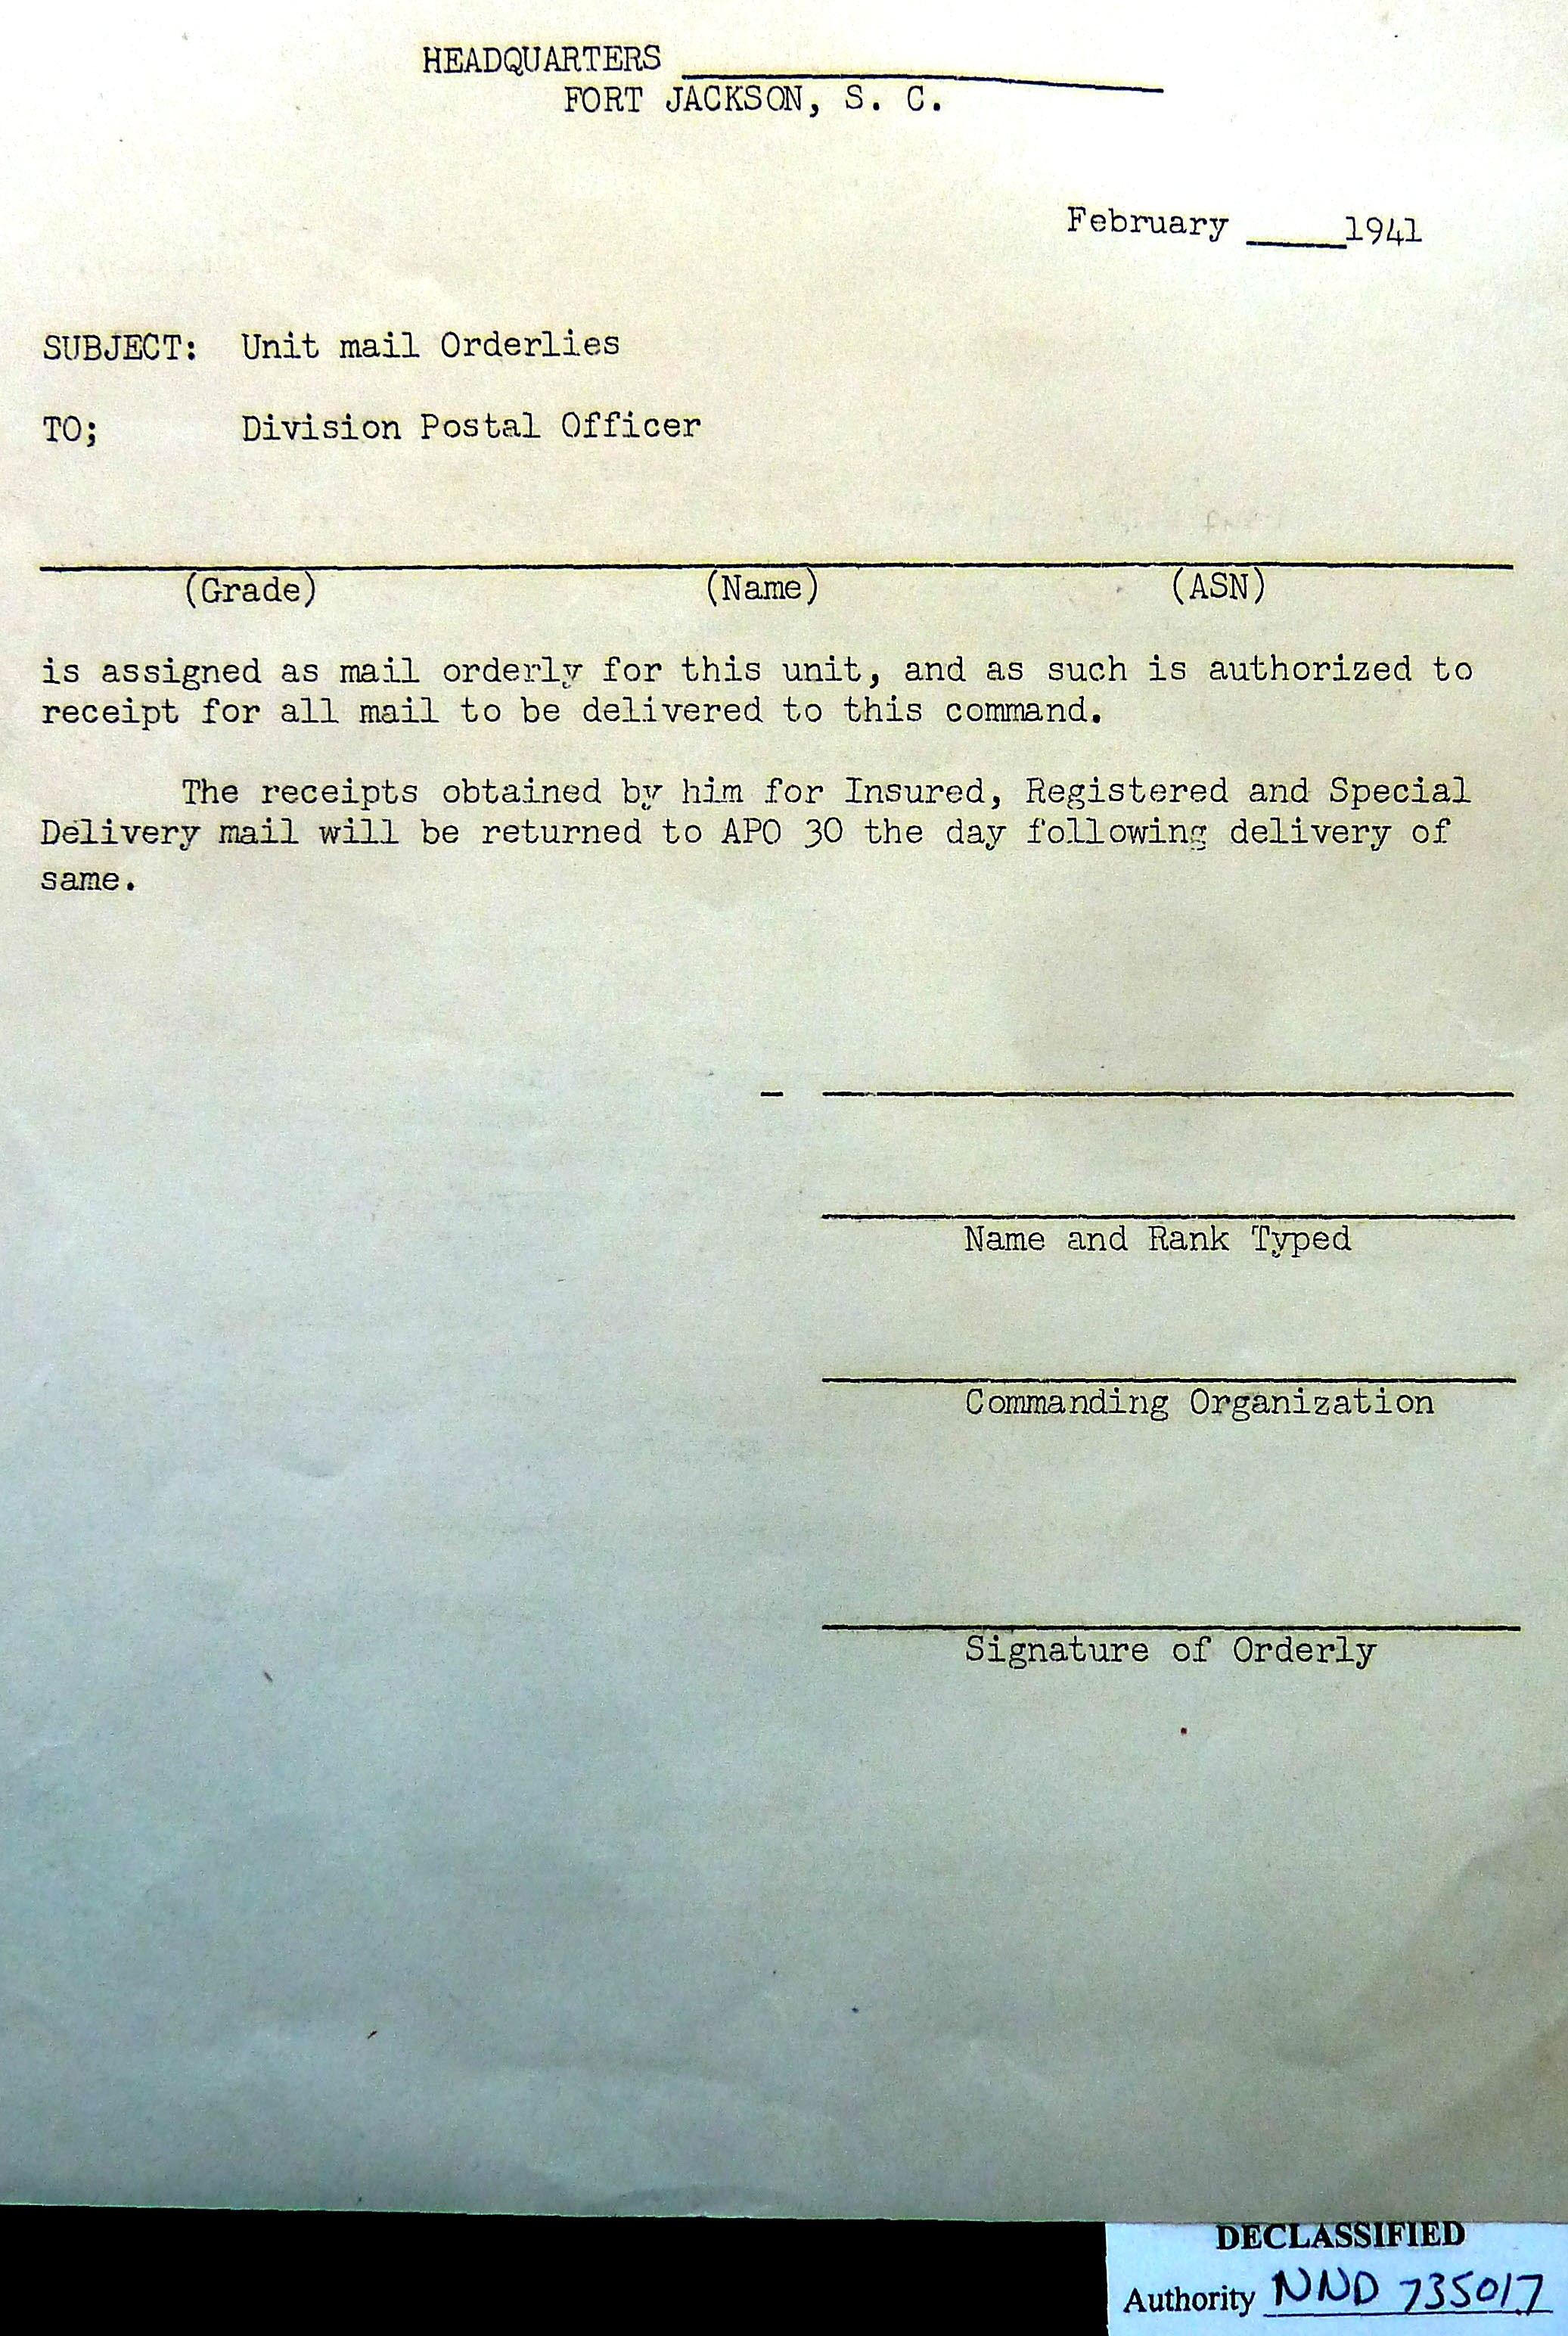 HEADQUARTERS ____________________
FORT JACKSON, S. C.
February _____1941
SUBJECT: Unit mail Orderlies
TO; Division Postal Officer
(Grade) (Name) (ASN)
is assigned as mail orderly for this unit, and as such is authorized to
receipt for all mail to be delivered to this command.
The receipts obtained by him for Insured, Registered and Special
Delivery mail will be returned to APO 30 the day following delivery of
same.
Name and Rank Typed
Commanding Organization
Signature of Orderly
DECLASSIFIED
Authority NND 735017